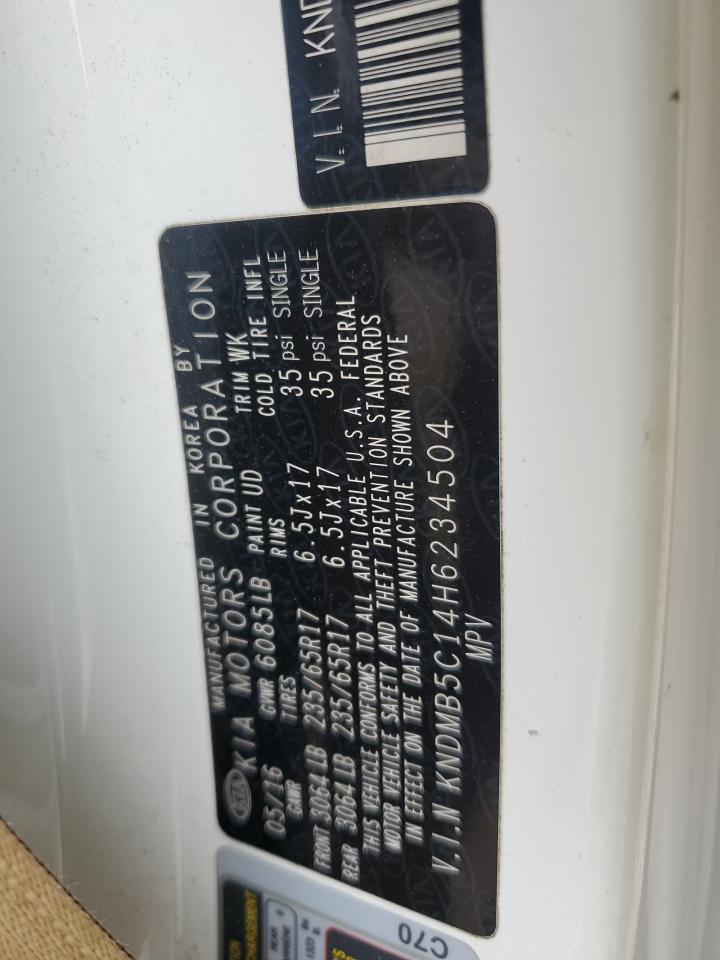 MANUFACTURED IN KOREA BY
KIA KIA MOTORS CORPORATION
05/16 GVWR 6085LB PAINT UD TRIM WK
GAWR TIRES RIMS COLD TIRE INFL
FRONT 3064LB 235/65R17 6.5Jx17 35 psi SINGLE
REAR 3064LB 235/65R17 6.5Jx17 35 psi SINGLE
THIS VEHICLE CONFORMS TO ALL APPLICABLE U.S.A. FEDERAL
MOTOR VEHICLE SAFETY AND THEFT PREVENTION STANDARDS
IN EFFECT ON THE DATE OF MANUFACTURE SHOWN ABOVE
V.I.N KNDMB5C14H6234504
MPV
V.I.N. KND
REAR
C70